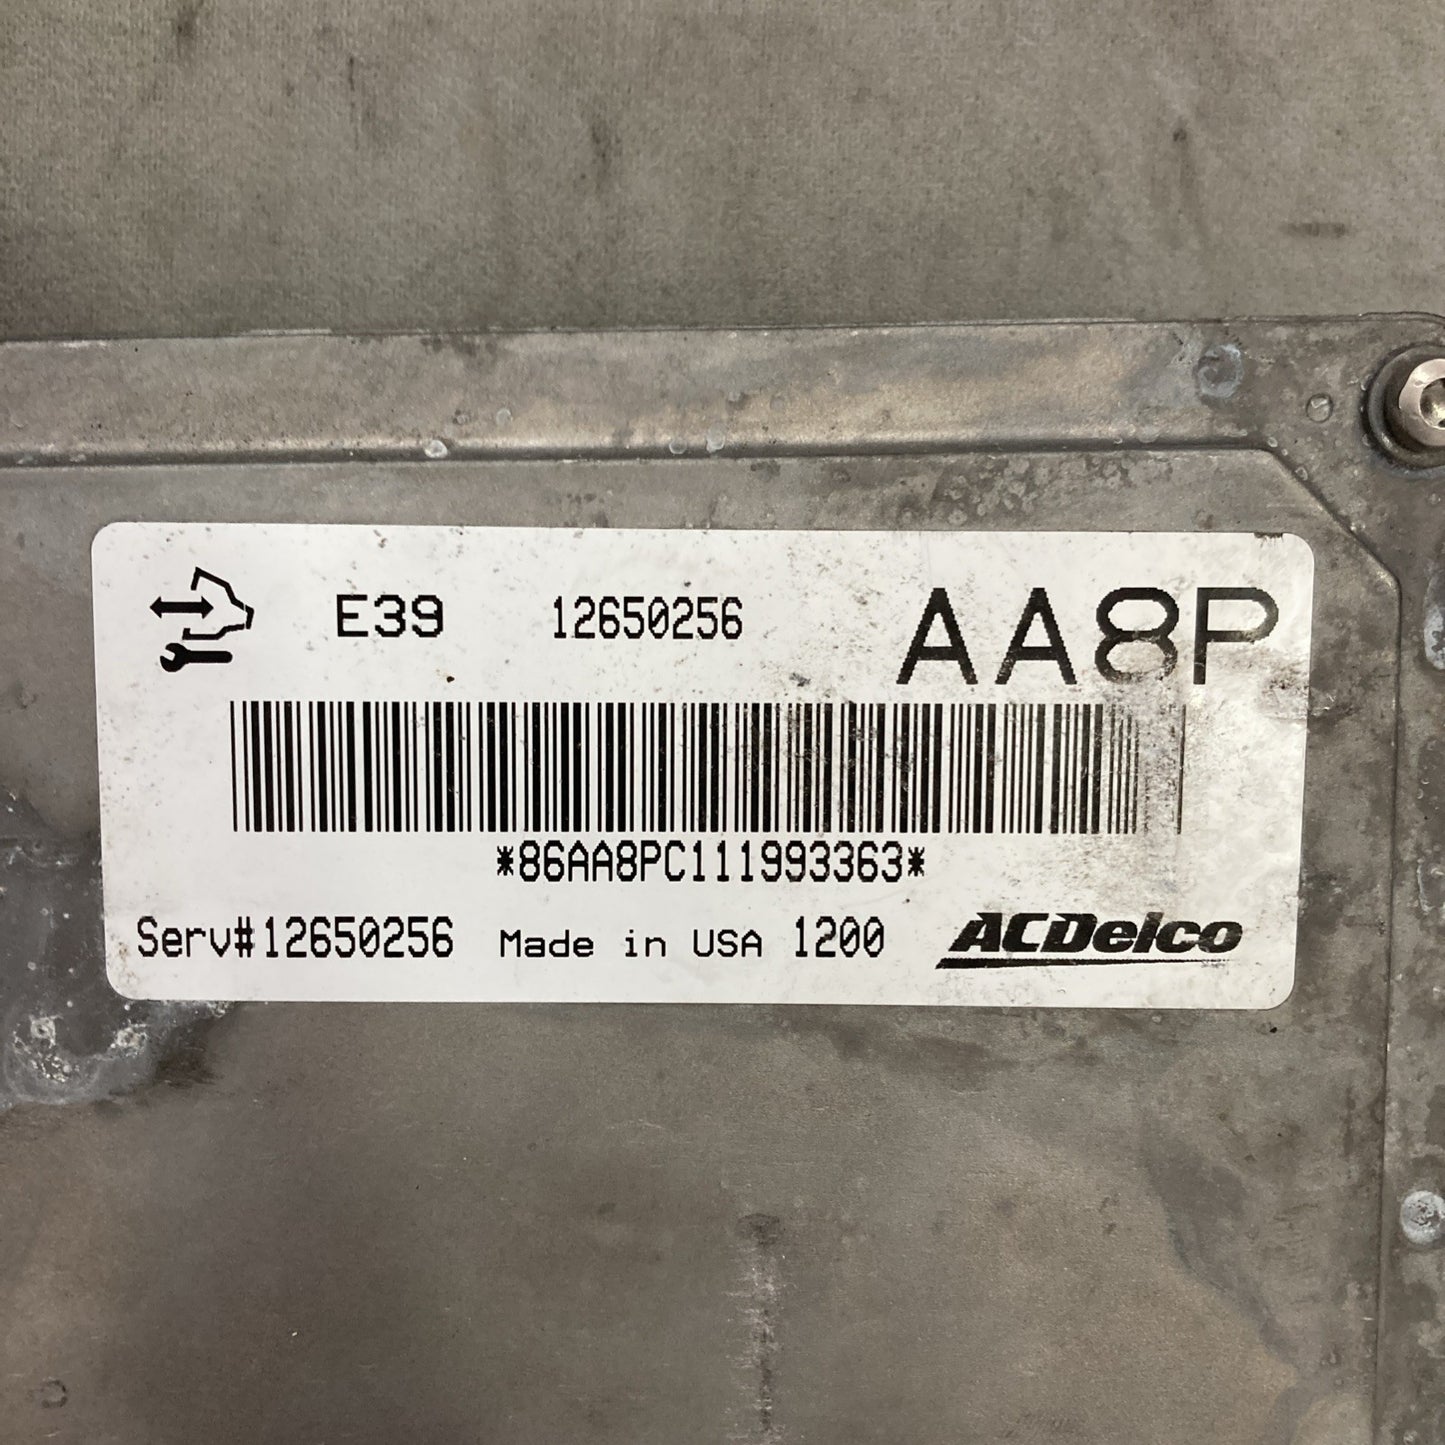 E39 12650256 AA8P
*86AA8PC111993363*
Serv#12650256 Made in USA 1200 ACDelco